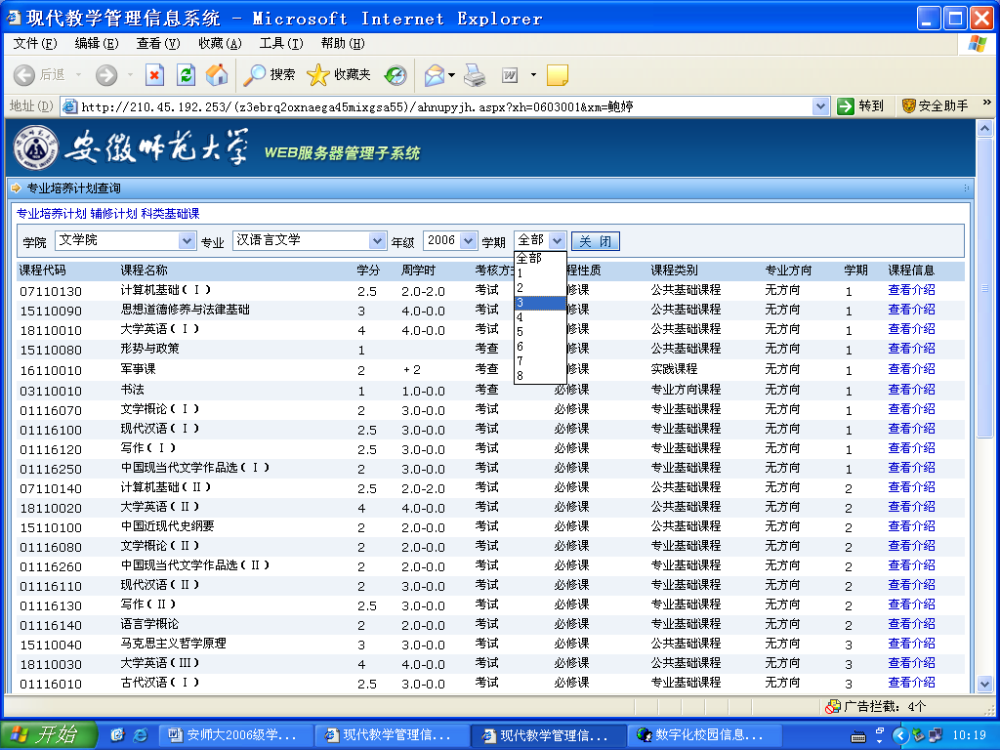 现代教学管理信息系统 - Microsoft Internet Explorer
文件(F) 编辑(E) 查看(V) 收藏(A) 工具(T) 帮助(H)
后退 搜索 收藏夹
地址(D) http://210.45.192.253/(z3ebrq2oxnaega45mixgsa55)/ahnupyjh.aspx?xh=0603001&xm=鲍婷 转到 安全助手 »
安徽师范大学 WEB服务器管理子系统
专业培养计划查询
专业培养计划 辅修计划 科类基础课
学院 文学院 专业 汉语言文学 年级 2006 学期 全部 关 闭
全部
1
2
3
4
5
6
7
8
课程代码 课程名称 学分 周学时 考核方式 程性质 课程类别 专业方向 学期 课程信息
07110130 计算机基础(Ⅰ) 2.5 2.0-2.0 考试 修课 公共基础课程 无方向 1 查看介绍
15110090 思想道德修养与法律基础 3 4.0-0.0 考试 修课 公共基础课程 无方向 1 查看介绍
18110010 大学英语(Ⅰ) 4 4.0-0.0 考试 修课 公共基础课程 无方向 1 查看介绍
15110080 形势与政策 1 考查 修课 公共基础课程 无方向 1 查看介绍
16110010 军事课 2 +2 考查 修课 实践课程 无方向 1 查看介绍
03110010 书法 1 1.0-0.0 考查 必修课 专业方向课程 无方向 1 查看介绍
01116070 文学概论(Ⅰ) 2 3.0-0.0 考试 必修课 专业基础课程 无方向 1 查看介绍
01116100 现代汉语(Ⅰ) 2.5 3.0-0.0 考试 必修课 专业基础课程 无方向 1 查看介绍
01116120 写作(Ⅰ) 2.5 3.0-0.0 考试 必修课 专业基础课程 无方向 1 查看介绍
01116250 中国现当代文学作品选(Ⅰ) 2 3.0-0.0 考试 必修课 专业基础课程 无方向 1 查看介绍
07110140 计算机基础(Ⅱ) 2.5 2.0-2.0 考试 必修课 公共基础课程 无方向 2 查看介绍
18110020 大学英语(Ⅱ) 4 4.0-0.0 考试 必修课 公共基础课程 无方向 2 查看介绍
15110100 中国近现代史纲要 2 2.0-0.0 考试 必修课 公共基础课程 无方向 2 查看介绍
01116080 文学概论(Ⅱ) 2 2.0-0.0 考试 必修课 专业基础课程 无方向 2 查看介绍
01116260 中国现当代文学作品选(Ⅱ) 2 2.0-0.0 考试 必修课 专业基础课程 无方向 2 查看介绍
01116110 现代汉语(Ⅱ) 2 3.0-0.0 考试 必修课 专业基础课程 无方向 2 查看介绍
01116130 写作(Ⅱ) 2.5 3.0-0.0 考试 必修课 专业基础课程 无方向 2 查看介绍
01116140 语言学概论 2 2.0-0.0 考试 必修课 专业基础课程 无方向 2 查看介绍
15110040 马克思主义哲学原理 3 3.0-0.0 考试 必修课 公共基础课程 无方向 3 查看介绍
18110030 大学英语(Ⅲ) 4 4.0-0.0 考试 必修课 公共基础课程 无方向 3 查看介绍
01116010 古代汉语(Ⅰ) 2.5 3.0-0.0 考试 必修课 专业基础课程 无方向 3 查看介绍
广告拦截: 4个
开始 安师大2006级学... 现代教学管理信... 现代教学管理信... 数字化校园信息... 10:19